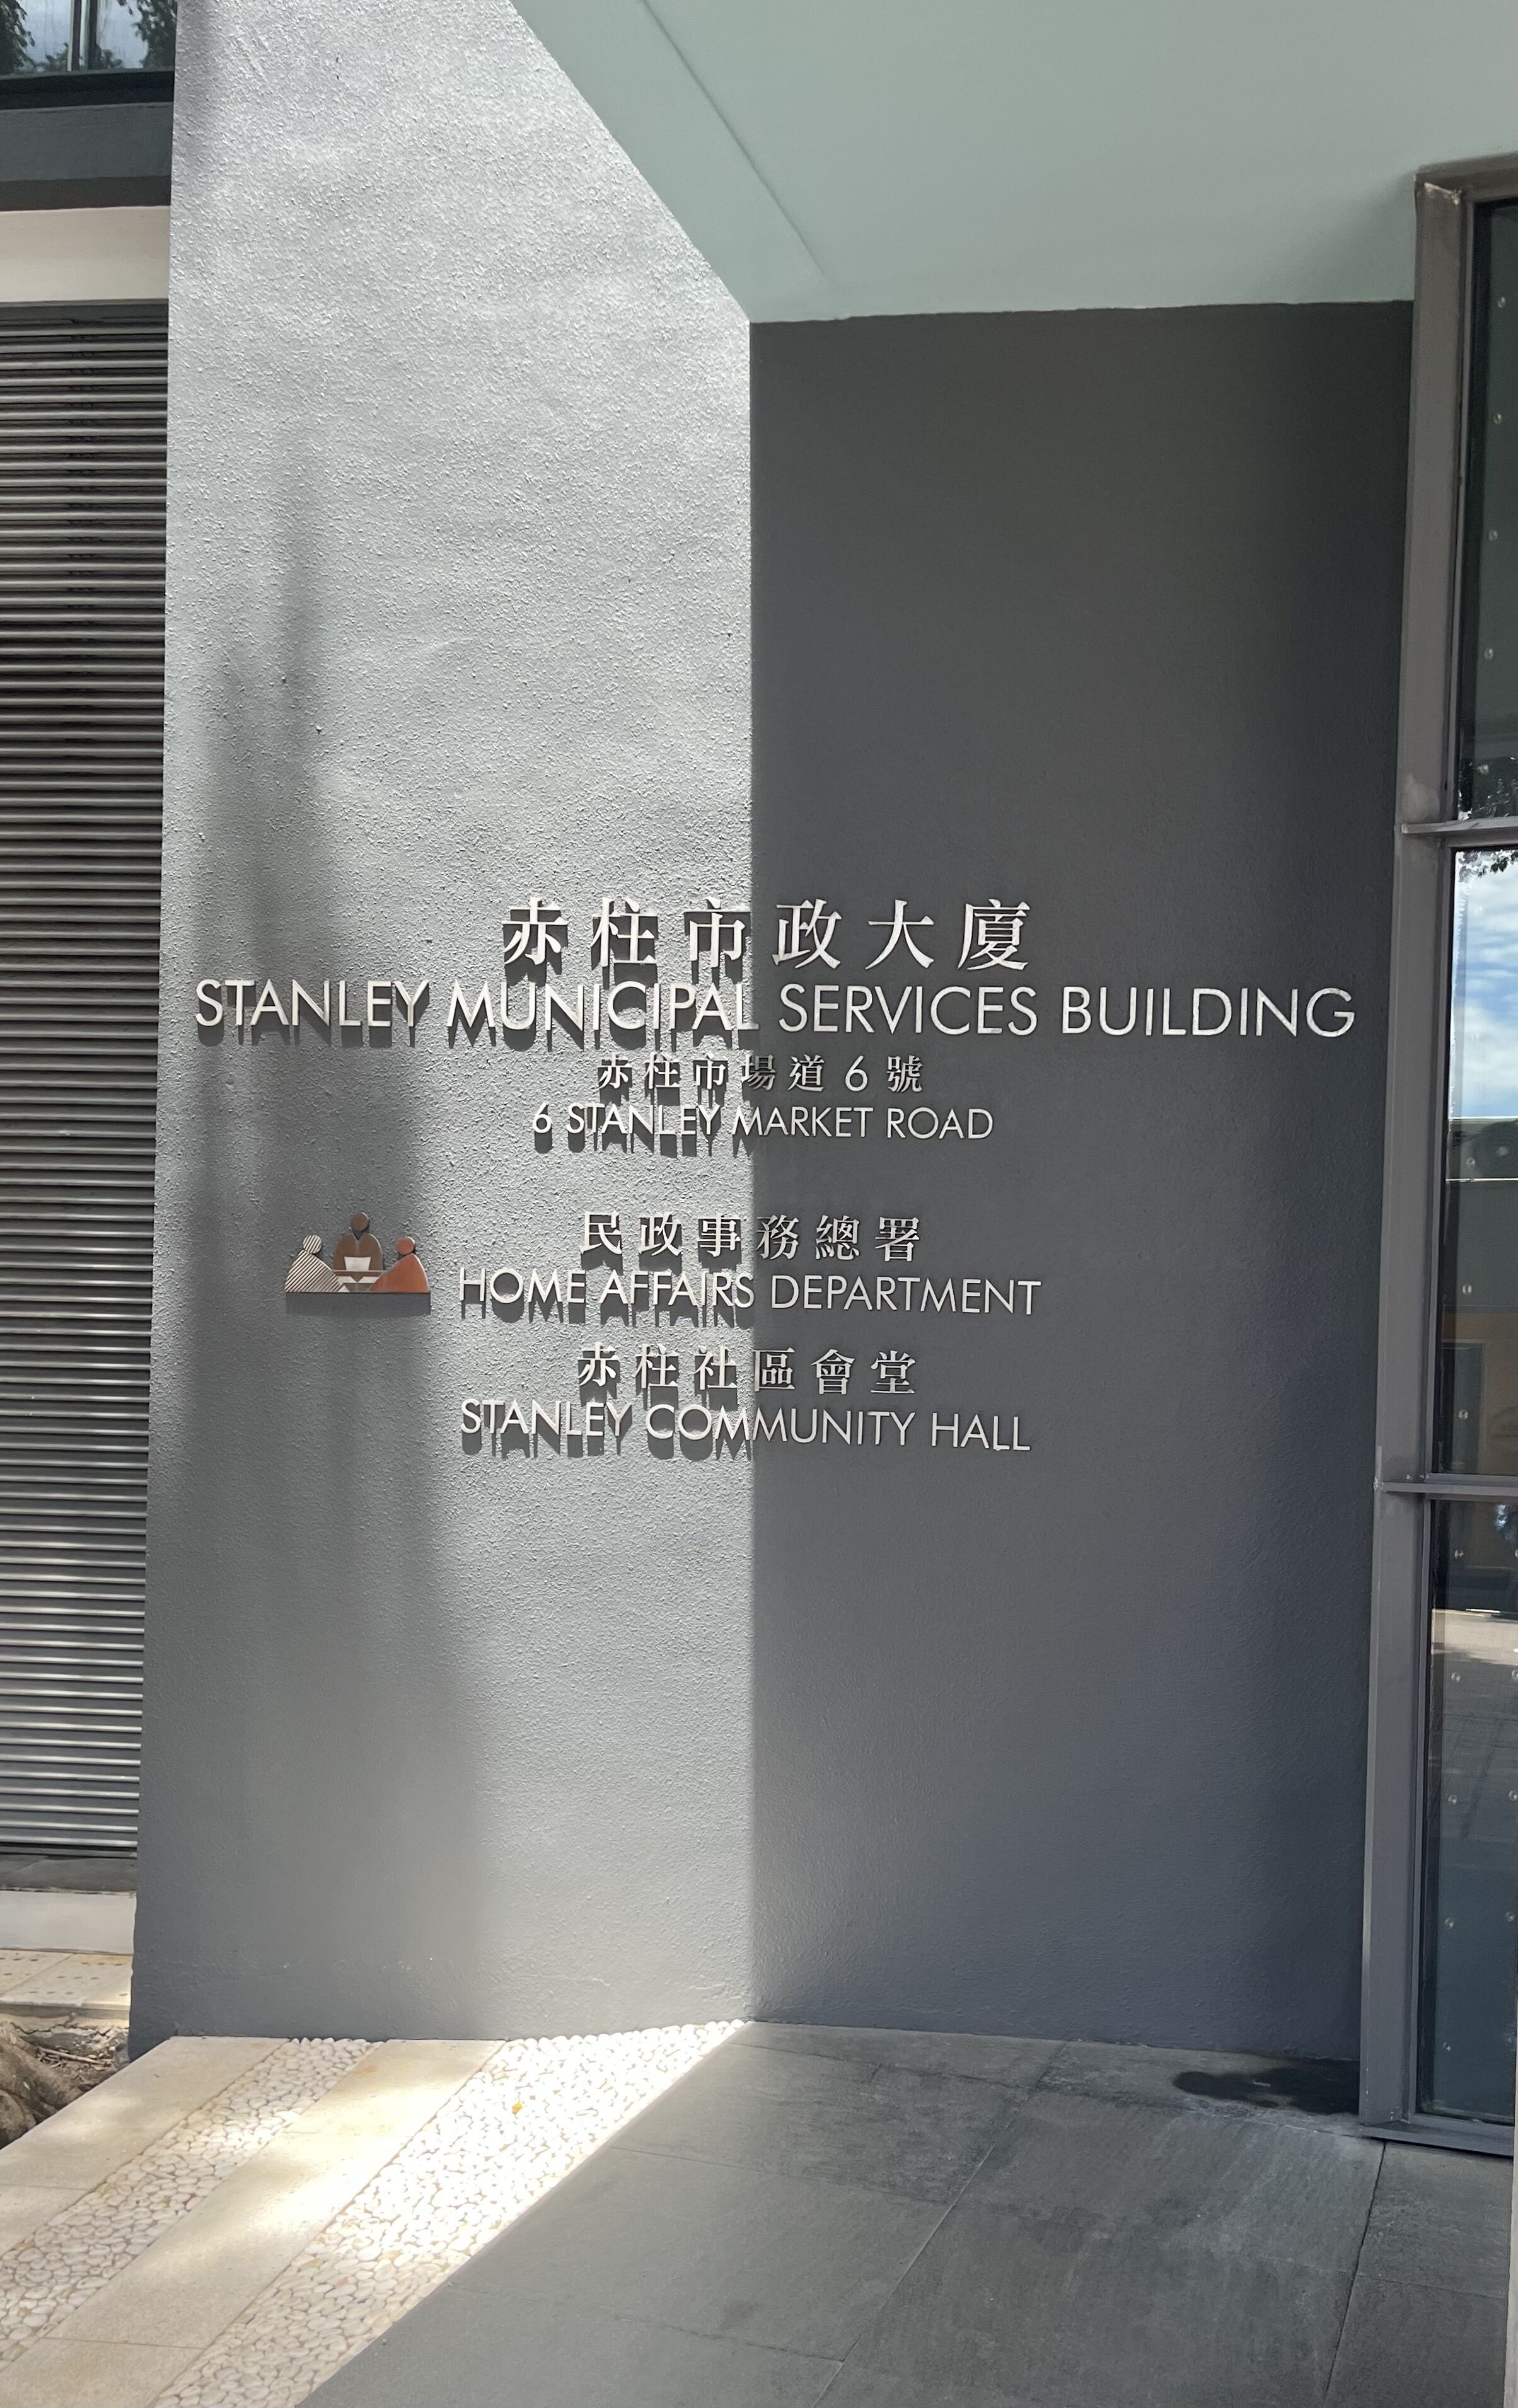 赤柱市政大廈
STANLEY MUNICIPAL SERVICES BUILDING
赤柱市場道6號
6 STANLEY MARKET ROAD
民政事務總署
HOME AFFAIRS DEPARTMENT
赤柱社區會堂
STANLEY COMMUNITY HALL